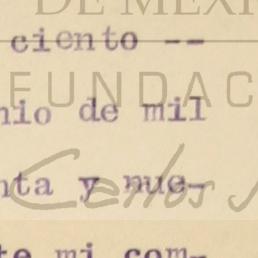 DE MEXI
ciento --
FUNDAC
nio de mil
Carlos S
nta y nue-
te mi com-